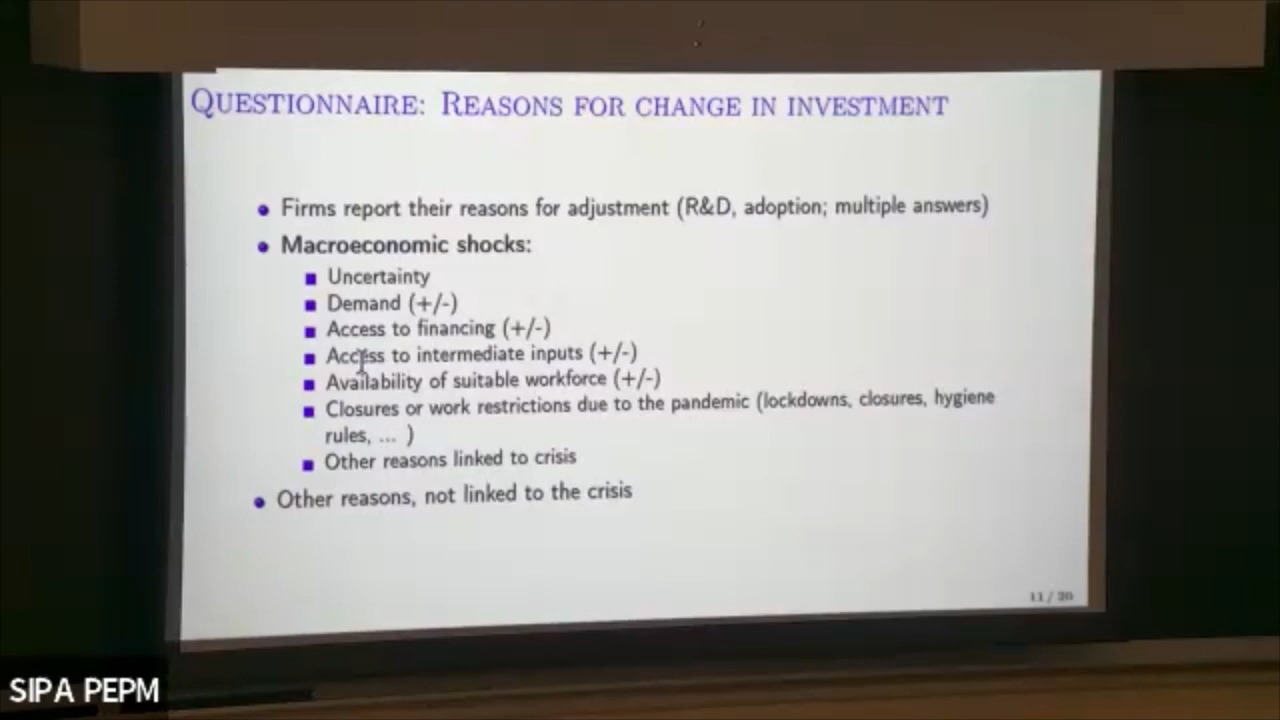 QUESTIONNAIRE: REASONS FOR CHANGE IN INVESTMENT
• Firms report their reasons for adjustment (R&D, adoption; multiple answers)
• Macroeconomic shocks:
■ Uncertainty
■ Demand (+/-)
■ Access to financing (+/-)
■ Access to intermediate inputs (+/-)
■ Availability of suitable workforce (+/-)
■ Closures or work restrictions due to the pandemic (lockdowns, closures, hygiene
rules, ... )
■ Other reasons linked to crisis
• Other reasons, not linked to the crisis
11 / 20
SIPA PEPM